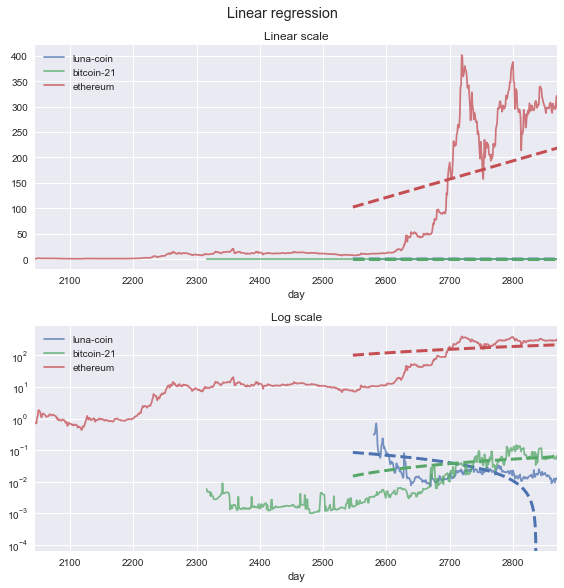 Linear regression
Linear scale
luna-coin
bitcoin-21
ethereum
400
350
300
250
200
150
100
50
0
2100 2200 2300 2400 2500 2600 2700 2800
day
Log scale
luna-coin
bitcoin-21
ethereum
10²
10¹
10⁰
10⁻¹
10⁻²
10⁻³
10⁻⁴
2100 2200 2300 2400 2500 2600 2700 2800
day